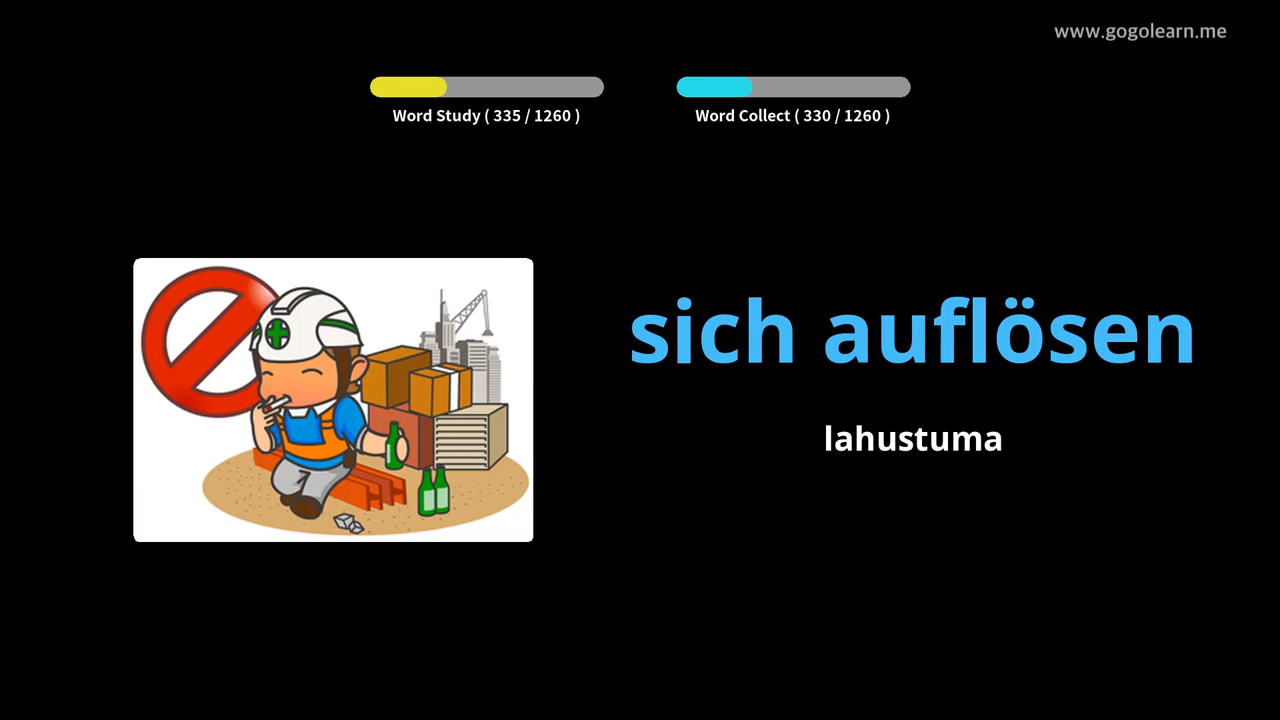 www.gogolearn.me
Word Study ( 335 / 1260 )
Word Collect ( 330 / 1260 )
sich auflösen
lahustuma